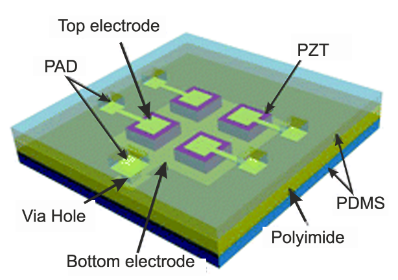 Top electrode
PZT
PAD
PDMS
Via Hole
Polyimide
Bottom electrode